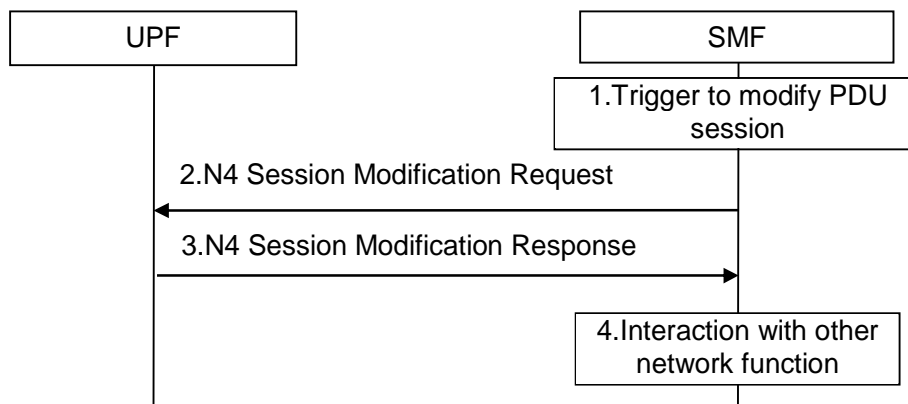 UPF
SMF
1.Trigger to modify PDU
session
2.N4 Session Modification Request
3.N4 Session Modification Response
4.Interaction with other
network function